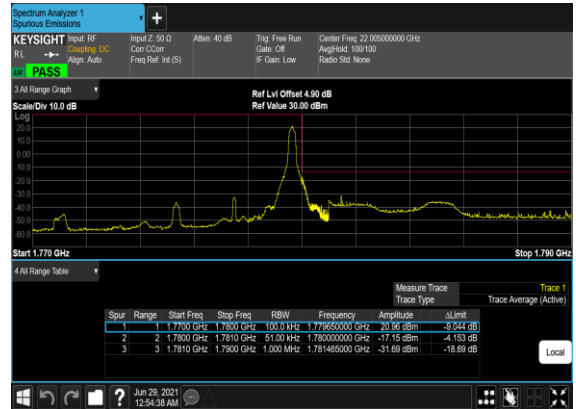 Spectrum Analyzer 1
Spurious Emissions
KEYSIGHT Input: RF Input Z: 50 Ω Atten: 40 dB Trig: Free Run Center Freq: 22.005000000 GHz
RL Coupling: DC Corr CCorr Gate: Off Avg|Hold: 100/100
Align: Auto Freq Ref: Int (S) IF Gain: Low Radio Std: None
PASS
3 All Range Graph Ref Lvl Offset 4.90 dB
Scale/Div 10.0 dB Ref Value 30.00 dBm
Log
20.0
10.0
0.00
-10.0
-20.0
-30.0
-40.0
-50.0
-60.0
Start 1.770 GHz Stop 1.790 GHz
4 All Range Table
Measure Trace Trace 1
Trace Type Trace Average (Active)
Spur Range Start Freq Stop Freq RBW Frequency Amplitude ΔLimit
1 1 1.7700 GHz 1.7800 GHz 100.0 kHz 1.779650000 GHz 20.96 dBm -9.044 dB
2 2 1.7800 GHz 1.7810 GHz 51.00 kHz 1.780000000 GHz -17.15 dBm -4.153 dB
3 3 1.7810 GHz 1.7900 GHz 1.000 MHz 1.781465000 GHz -31.69 dBm -18.69 dB
Local
? Jun 29, 2021
12:54:38 AM